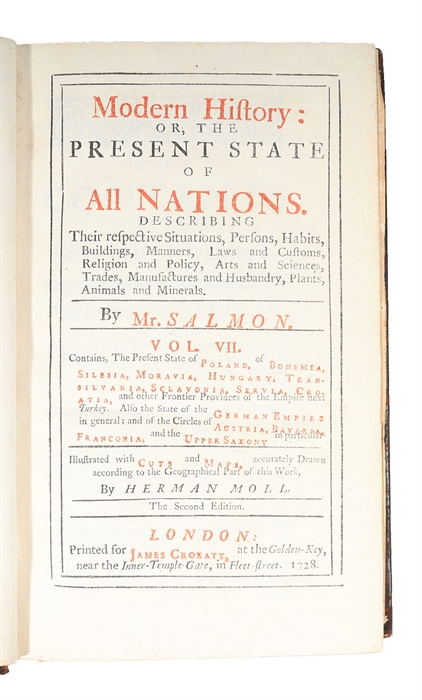 Modern Hiſtory:
OR, THE
PRESENT STATE
OF
All NATIONS.
DESCRIBING
Their reſpective Situations, Perſons, Habits,
Buildings, Manners, Laws and Cuſtoms,
Religion and Policy, Arts and Sciences,
Trades, Manufactures and Husbandry, Plants,
Animals and Minerals.
By Mr. SALMON.
VOL. VII.
Contains, The Present State of POLAND, of BOHEMIA,
SILESIA, MORAVIA, HUNGARY, TRAN-
SILVANIA, SCLAVONIA, SERVIA, CRO-
ATIA, and other Frontier Provinces of the Empire next
Turkey. Also the State of the GERMAN EMPIRE
in general; and of the Circles of AUSTRIA, BAVARIA,
FRANCONIA, and the UPPER SAXONY in particular.
Illuſtrated with CUTS and MAPS, accurately Drawn
according to the Geographical Part of this Work,
By HERMAN MOLL.
The Second Edition.
LONDON:
Printed for JAMES CROKATT, at the Golden-Key,
near the Inner-Temple-Gate, in Fleet-ſtreet. 1728.